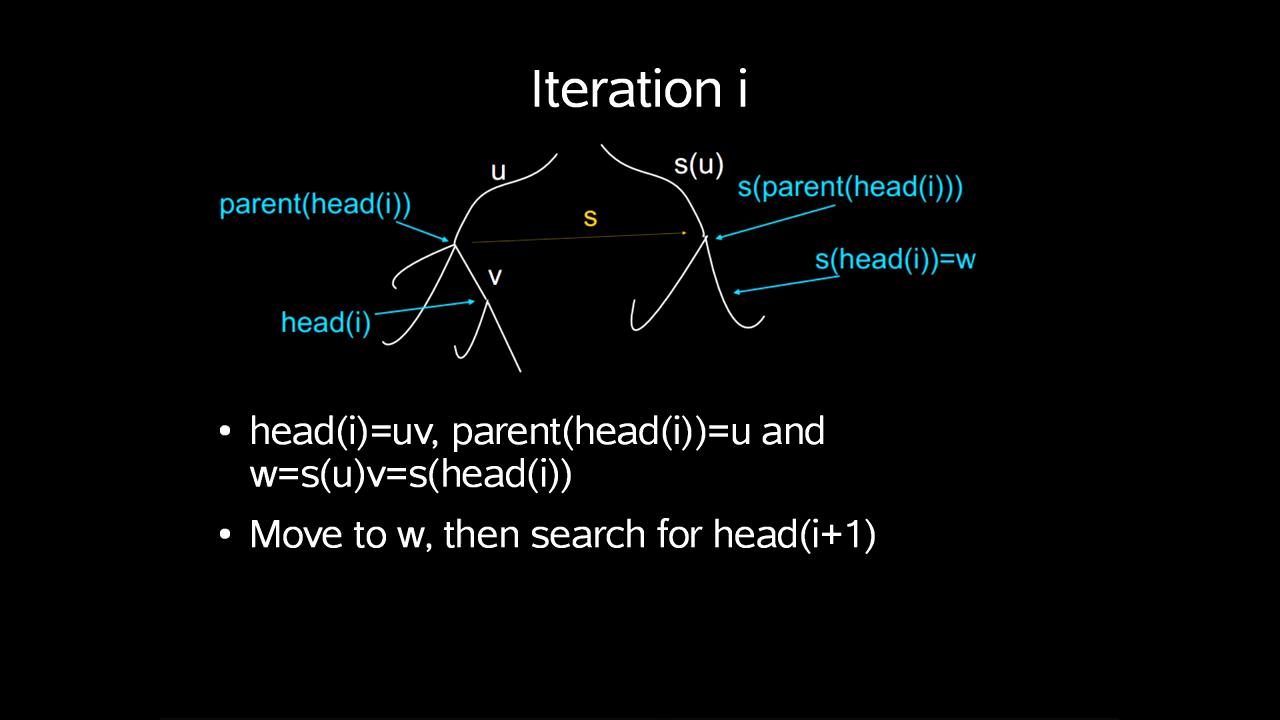 Iteration i
u
s(u)
parent(head(i))
s
s(parent(head(i)))
v
s(head(i))=w
head(i)
• head(i)=uv, parent(head(i))=u and
w=s(u)v=s(head(i))
• Move to w, then search for head(i+1)